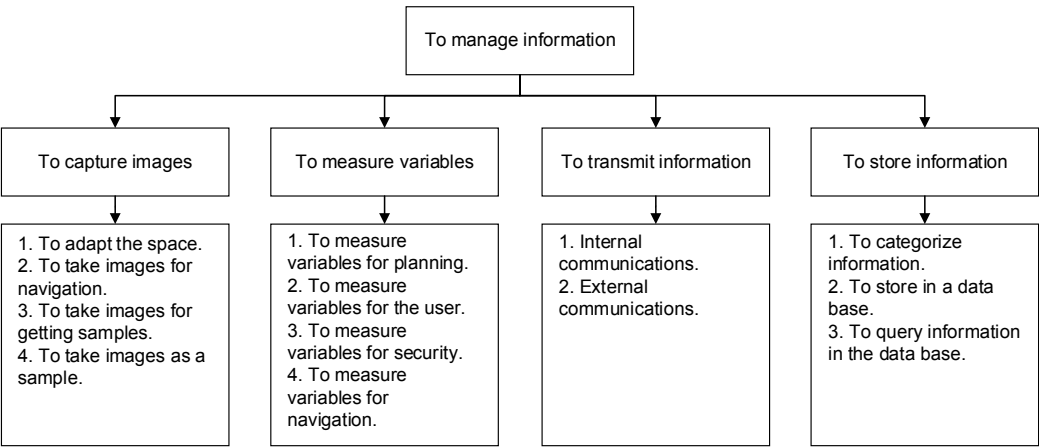 To manage information
To capture images
To measure variables
To transmit information
To store information
1. To adapt the space.
2. To take images for
navigation.
3. To take images for
getting samples.
4. To take images as a
sample.
1. To measure
variables for planning.
2. To measure
variables for the user.
3. To measure
variables for security.
4. To measure
variables for
navigation.
1. Internal
communications.
2. External
communications.
1. To categorize
information.
2. To store in a data
base.
3. To query information
in the data base.